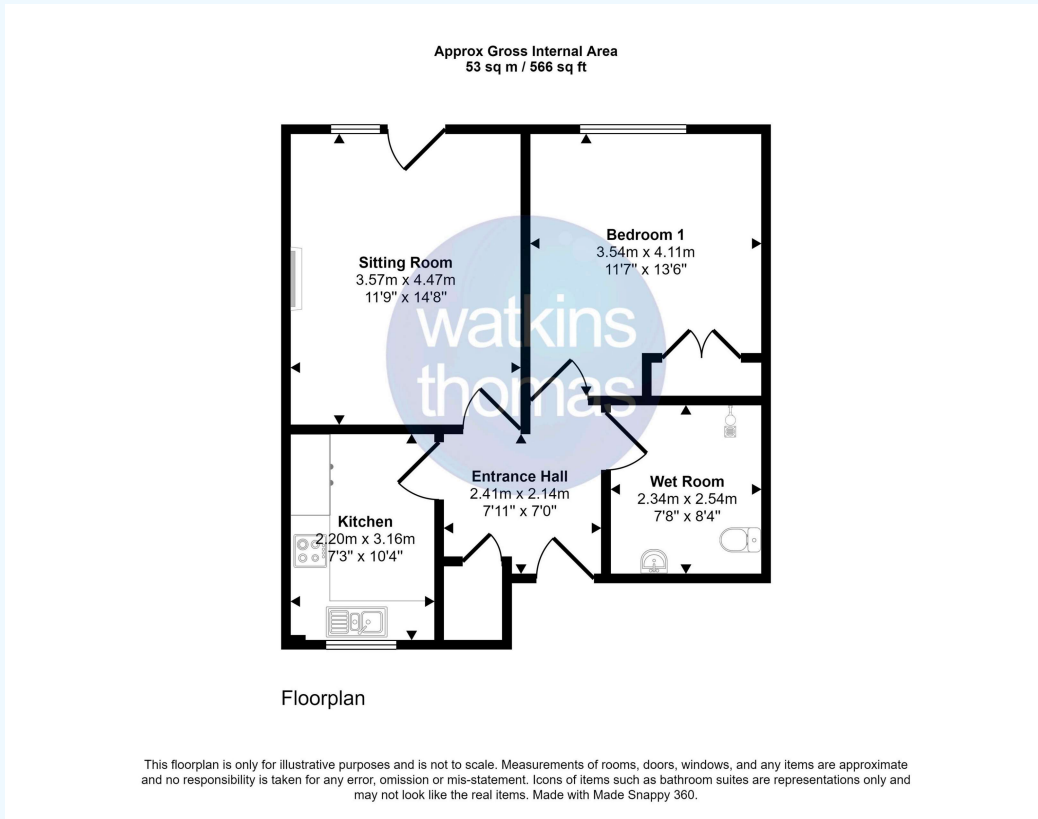 Approx Gross Internal Area
53 sq m / 566 sq ft
Bedroom 1
3.54m x 4.11m
11'7" x 13'6"
Sitting Room
3.57m x 4.47m
11'9" x 14'8"
watkins
thomas
Entrance Hall
2.41m x 2.14m
7'11" x 7'0"
Wet Room
2.34m x 2.54m
7'8" x 8'4"
Kitchen
2.20m x 3.16m
7'3" x 10'4"
Floorplan
This floorplan is only for illustrative purposes and is not to scale. Measurements of rooms, doors, windows, and any items are approximate
and no responsibility is taken for any error, omission or mis-statement. Icons of items such as bathroom suites are representations only and
may not look like the real items. Made with Made Snappy 360.